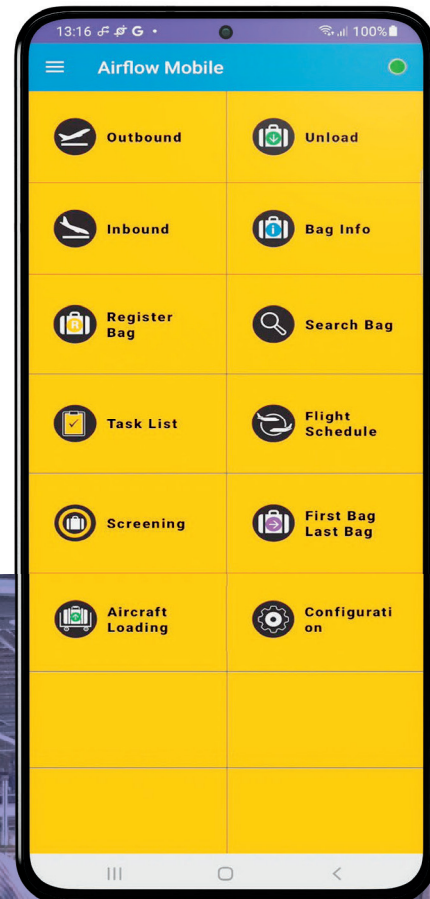 13:16 G • 100%
Airflow Mobile
Outbound
Unload
Inbound
Bag Info
Register
Bag
Search Bag
Task List
Flight
Schedule
Screening
First Bag
Last Bag
Aircraft
Loading
Configurati
on